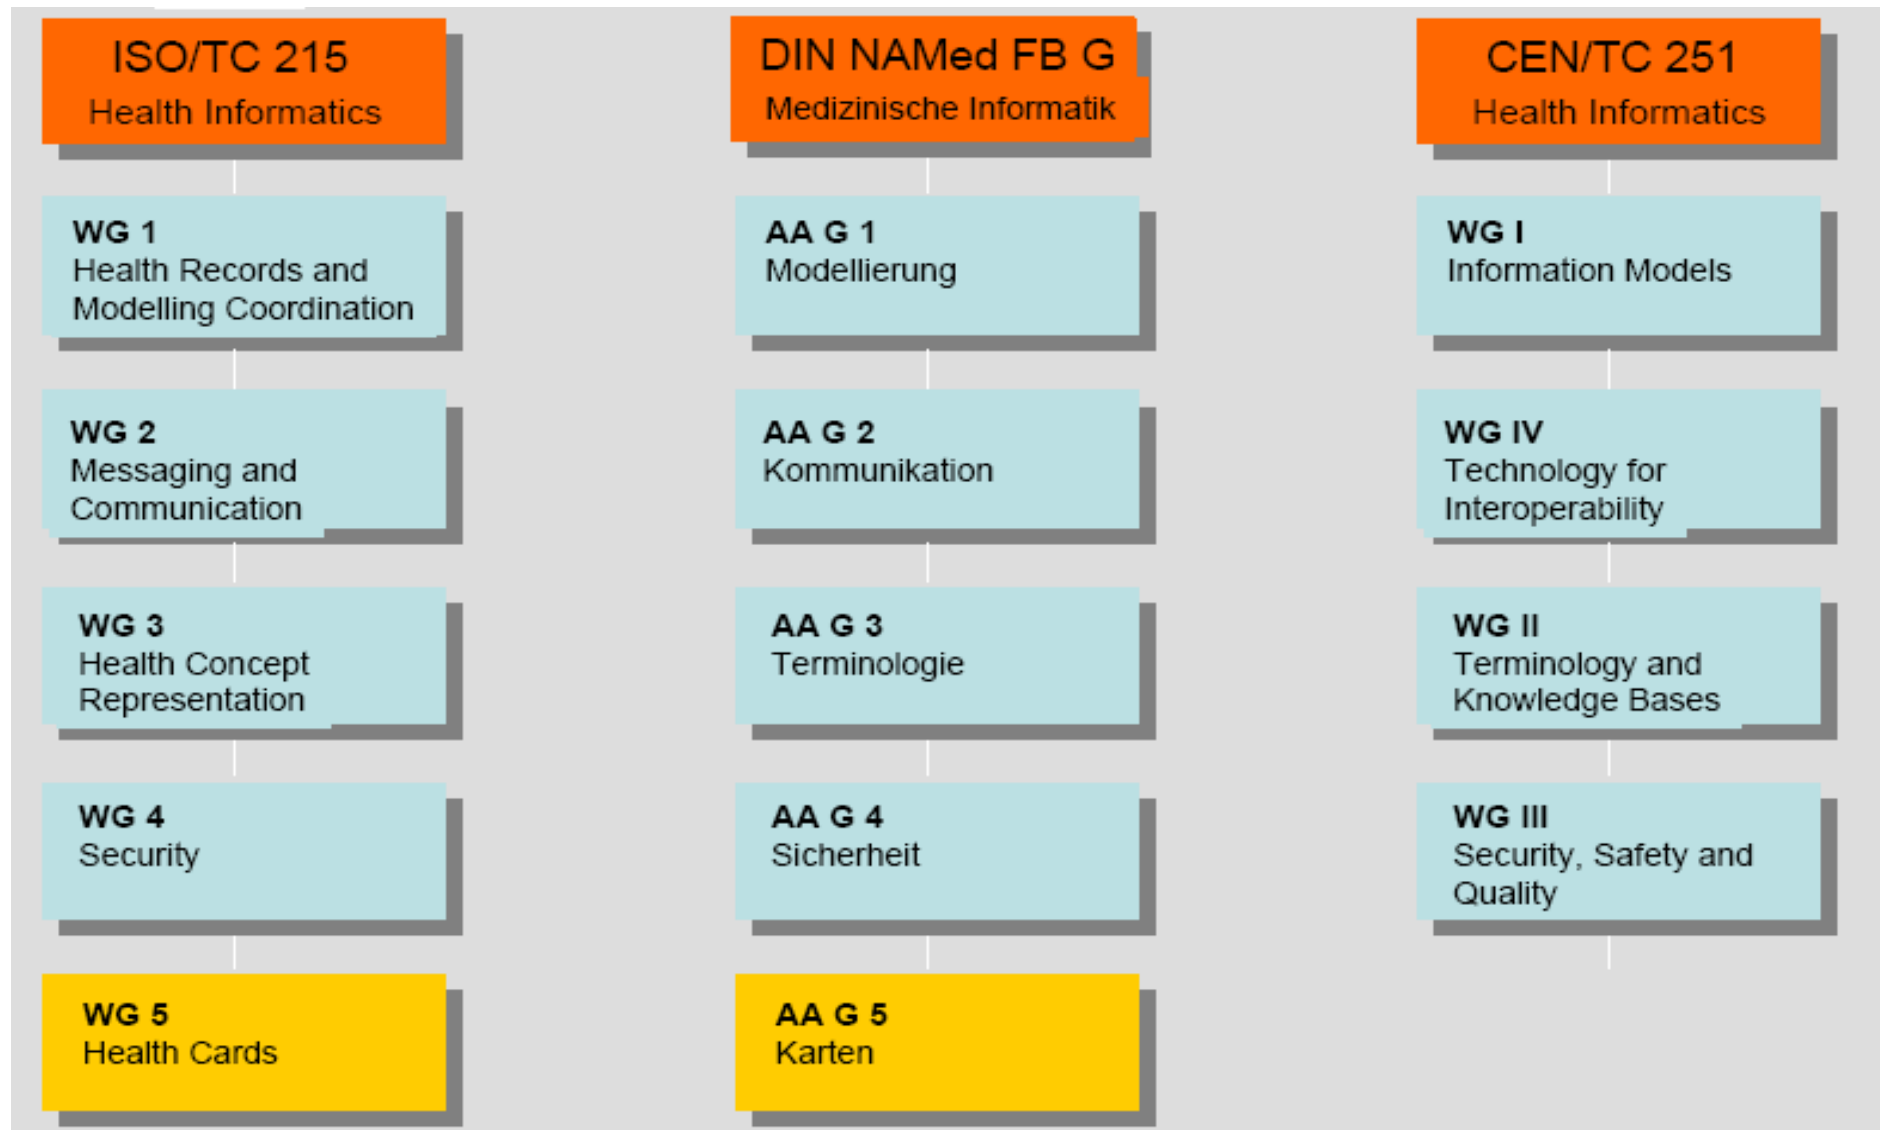 ISO/TC 215
Health Informatics
WG 1
Health Records and
Modelling Coordination
WG 2
Messaging and
Communication
WG 3
Health Concept
Representation
WG 4
Security
WG 5
Health Cards
DIN NAMed FB G
Medizinische Informatik
AA G 1
Modellierung
AA G 2
Kommunikation
AA G 3
Terminologie
AA G 4
Sicherheit
AA G 5
Karten
CEN/TC 251
Health Informatics
WG I
Information Models
WG IV
Technology for
Interoperability
WG II
Terminology and
Knowledge Bases
WG III
Security, Safety and
Quality